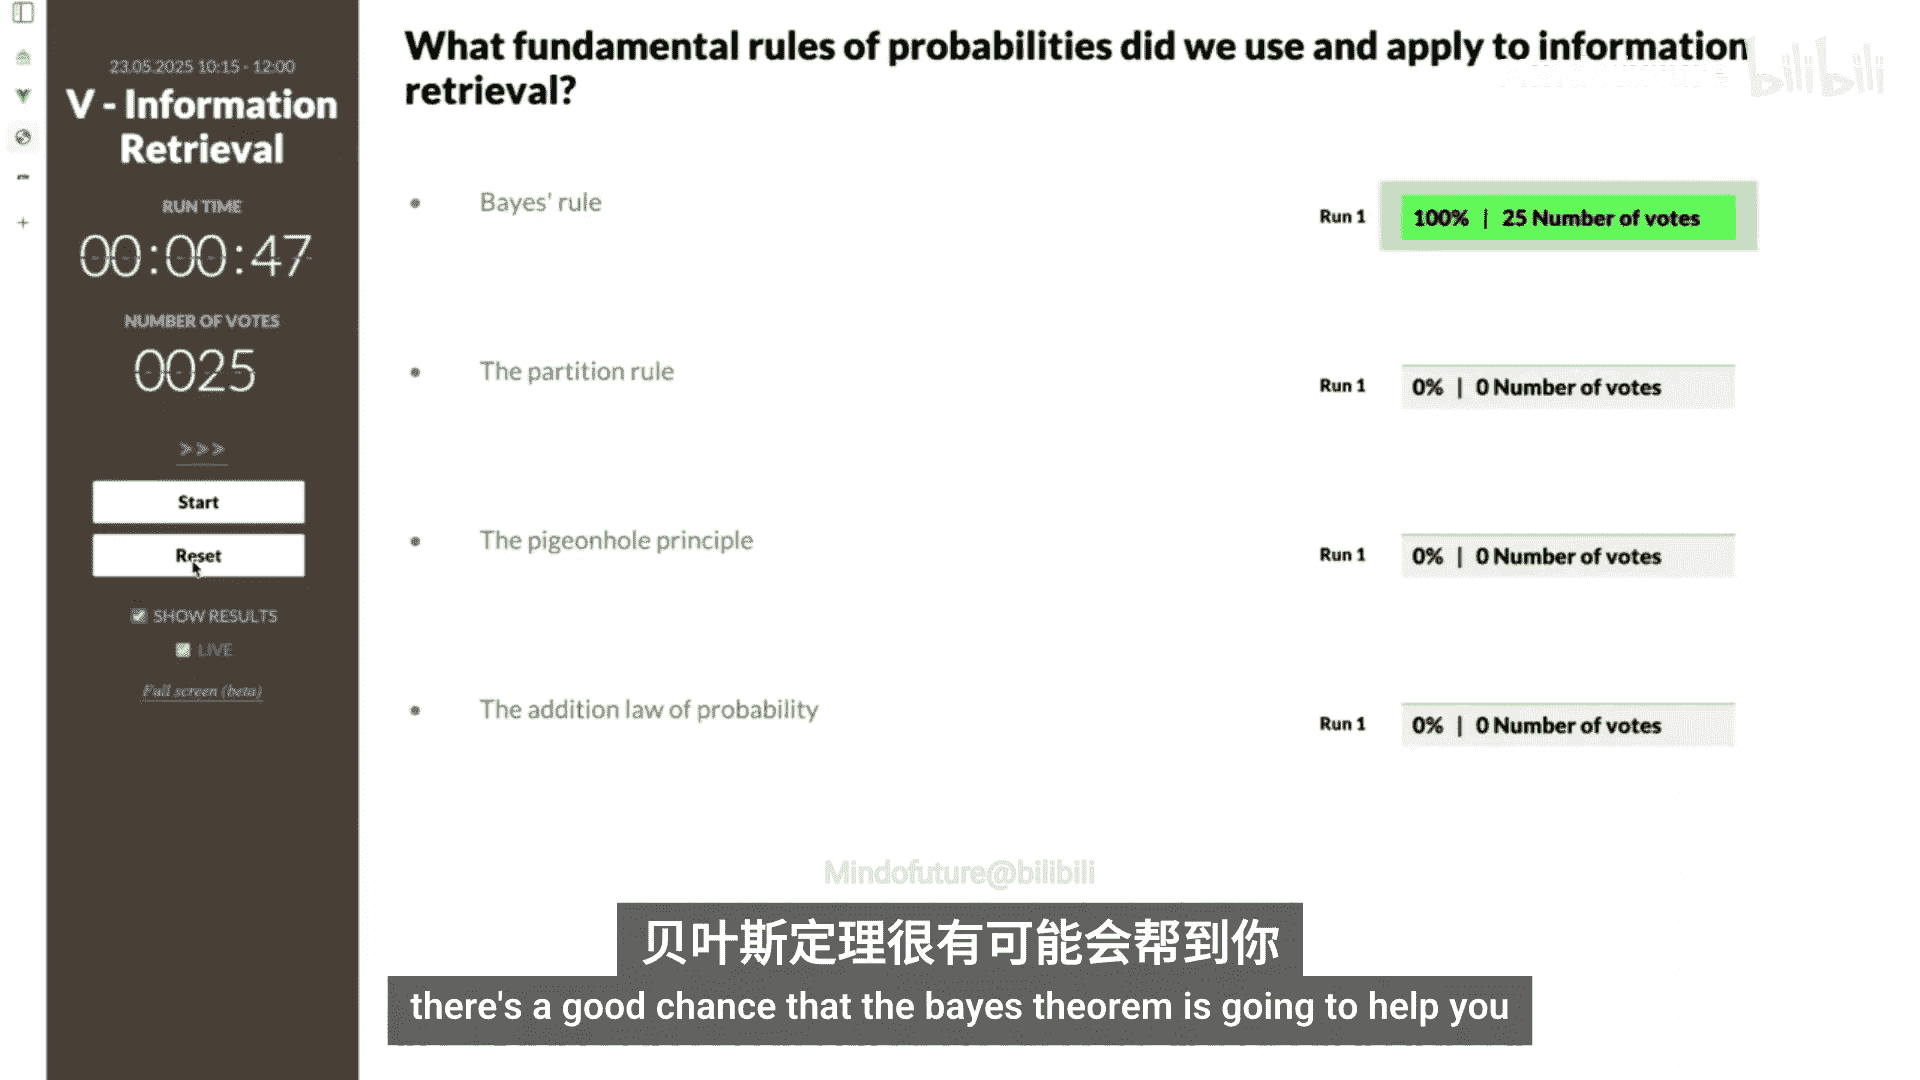 23.05.2025 10:15 - 12:00
V - Information
Retrieval
RUN TIME
00:00:47
NUMBER OF VOTES
0025
>>>
Start
Reset
SHOW RESULTS
LIVE
Full screen (beta)
What fundamental rules of probabilities did we use and apply to information
retrieval?
bilibili
• Bayes' rule
Run 1
100% | 25 Number of votes
• The partition rule
Run 1
0% | 0 Number of votes
• The pigeonhole principle
Run 1
0% | 0 Number of votes
• The addition law of probability
Run 1
0% | 0 Number of votes
Mindofuture@bilibili
贝叶斯定理很有可能会帮到你
there's a good chance that the bayes theorem is going to help you